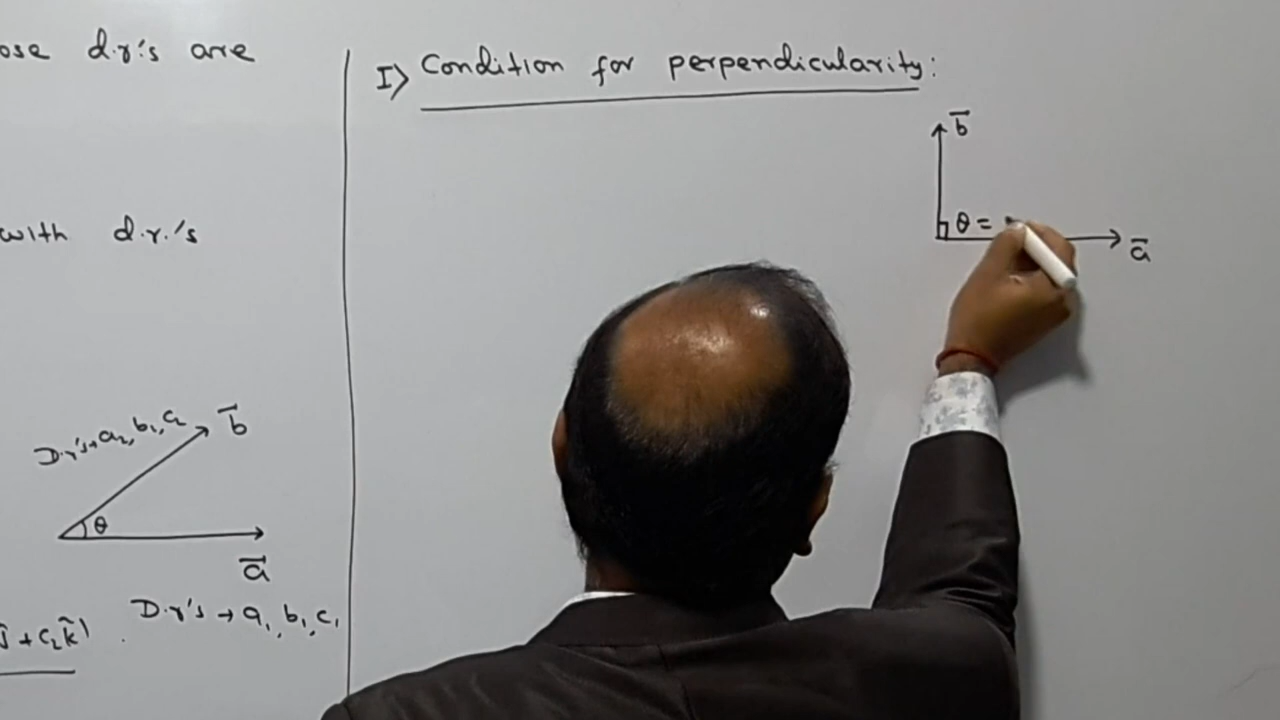 ose d.r.'s are
with d.r.'s
D.r's→a2, b2, c2
b̅
θ
a̅
D.r's → a₁, b₁, c₁
ĵ + c₂k̂|
I) Condition for perpendicularity:
b̅
θ =
a̅